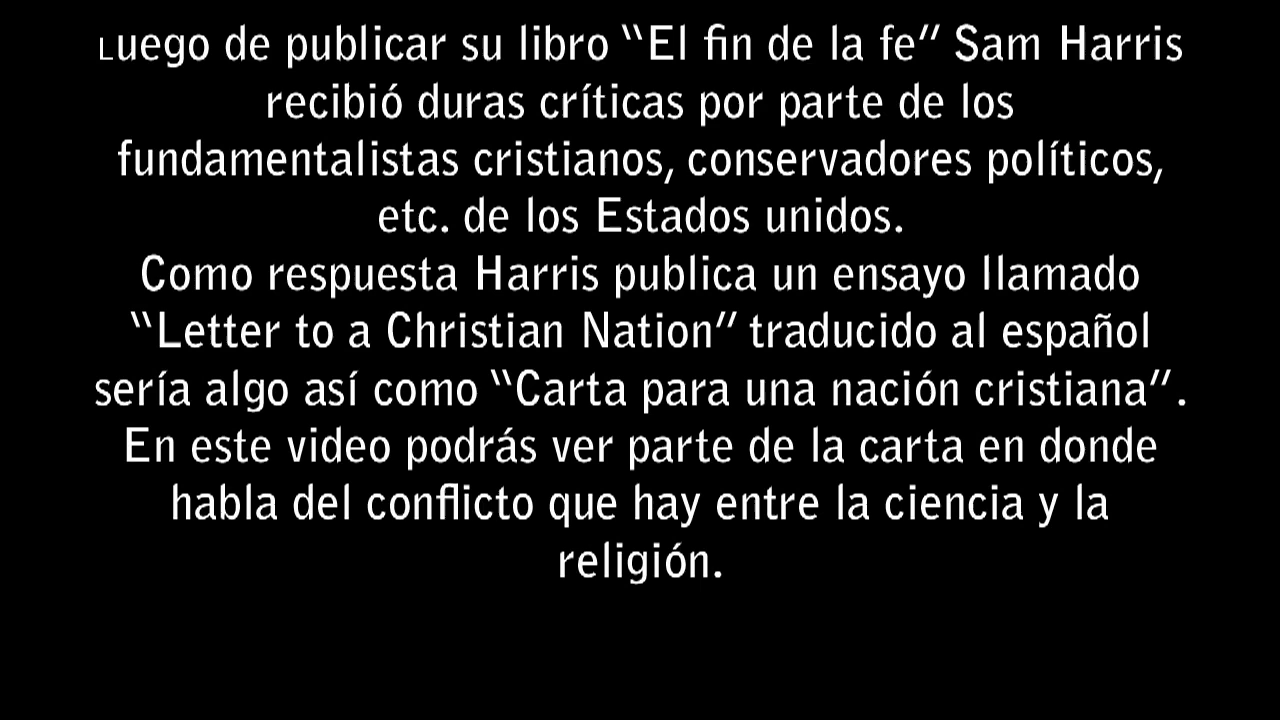 Luego de publicar su libro “El fin de la fe” Sam Harris
recibió duras críticas por parte de los
fundamentalistas cristianos, conservadores políticos,
etc. de los Estados unidos.
Como respuesta Harris publica un ensayo llamado
“Letter to a Christian Nation” traducido al español
sería algo así como “Carta para una nación cristiana”.
En este video podrás ver parte de la carta en donde
habla del conflicto que hay entre la ciencia y la
religión.